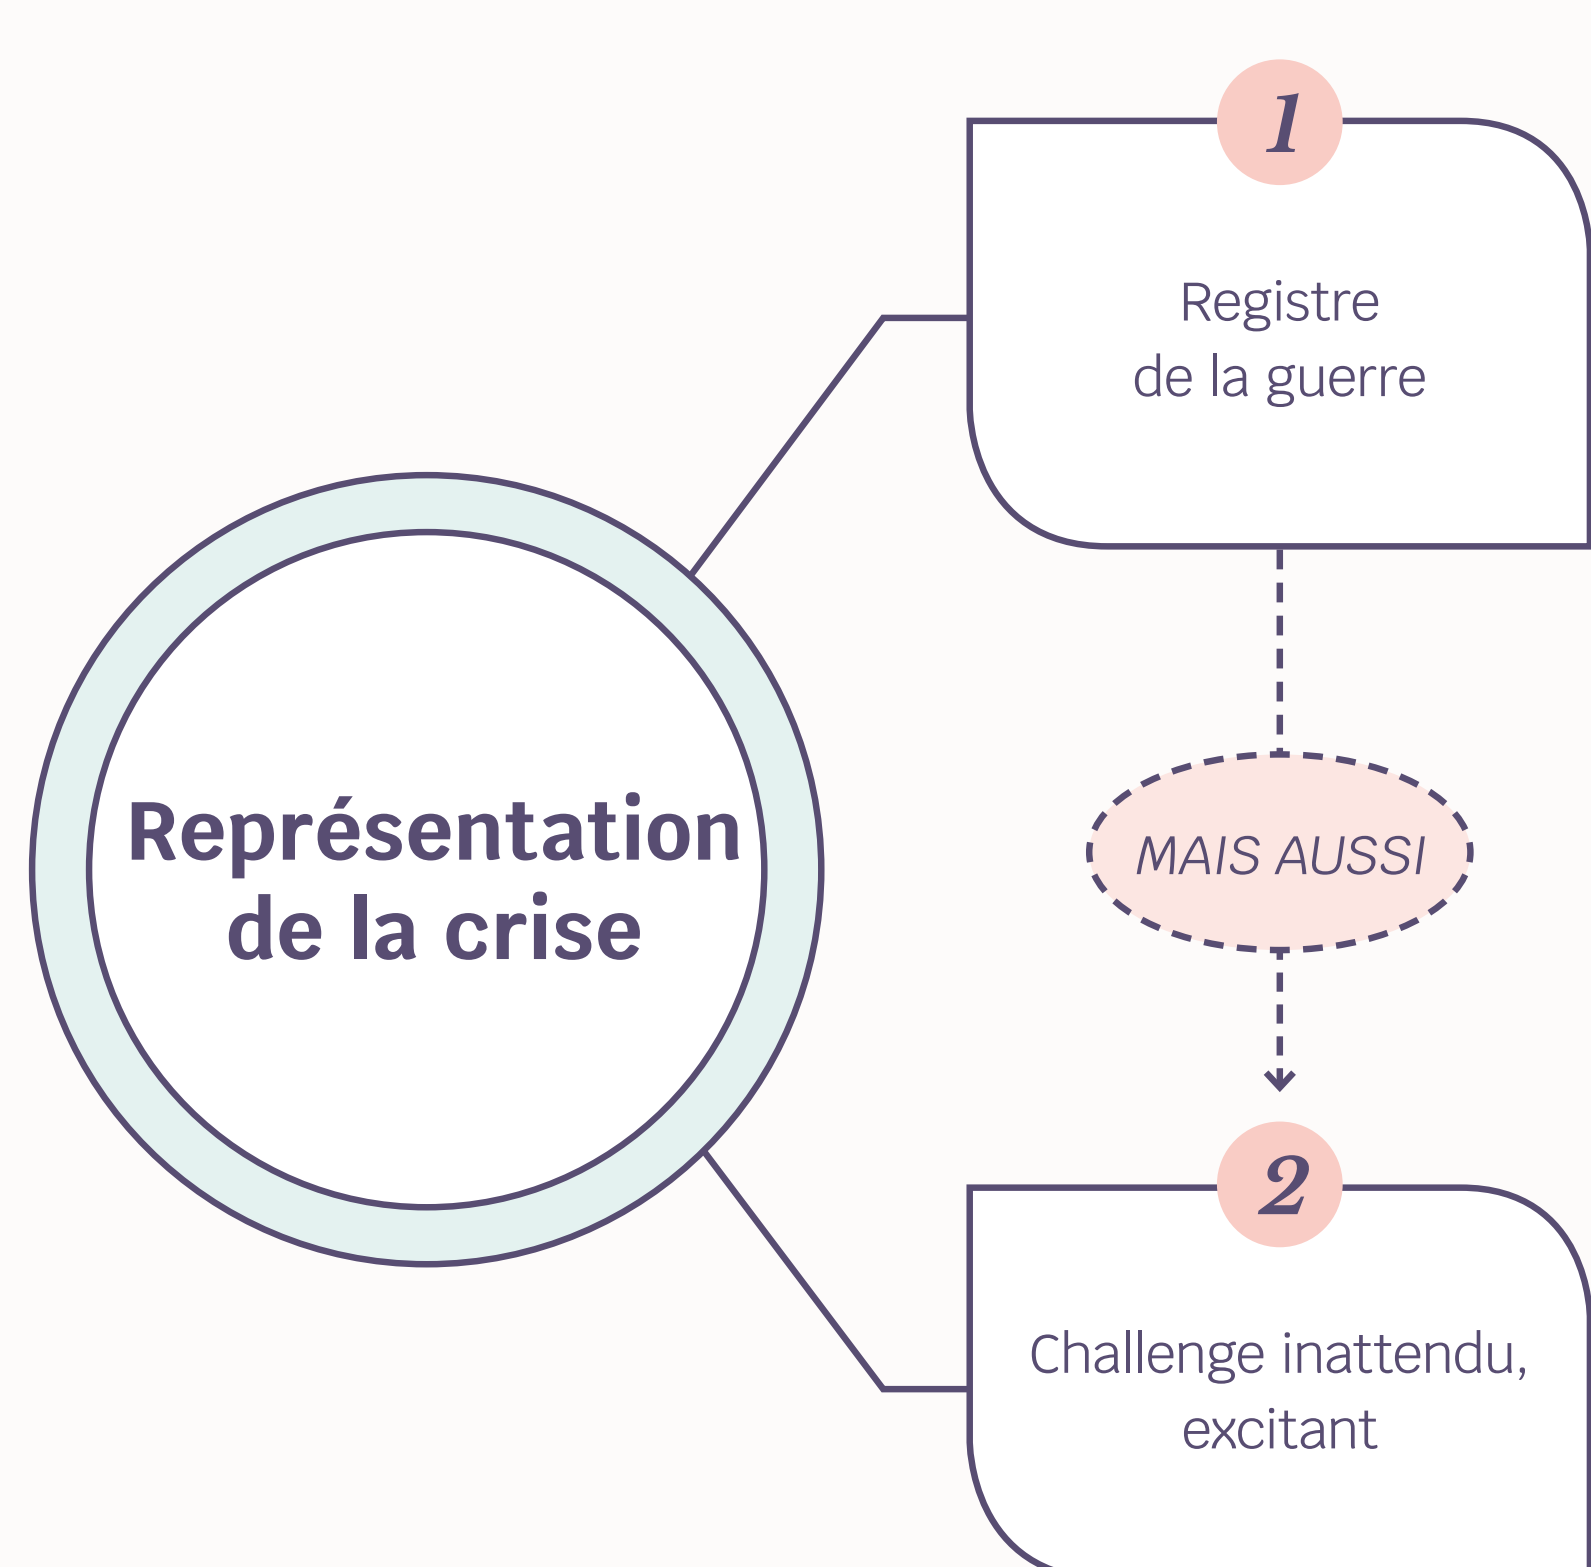 1
Registre
de la guerre
Représentation
de la crise
MAIS AUSSI
2
Challenge inattendu,
excitant